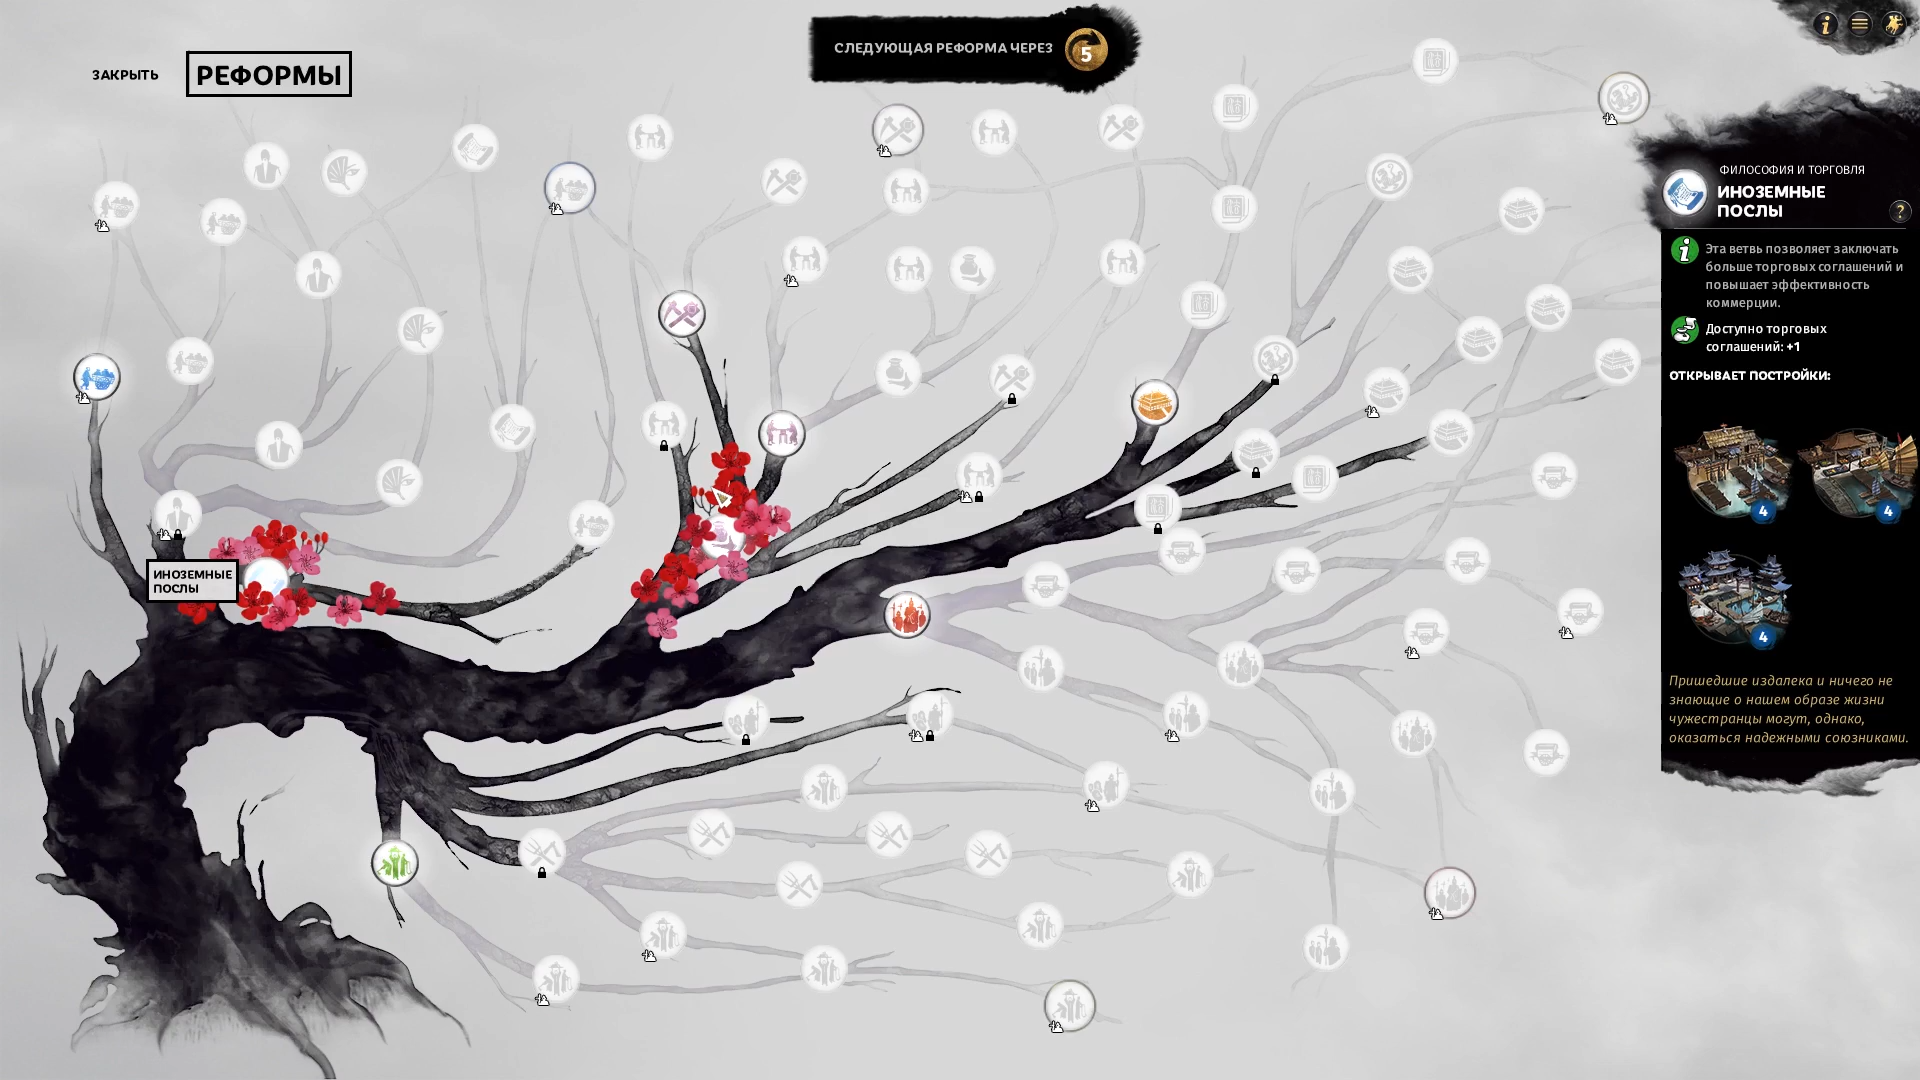 СЛЕДУЮЩАЯ РЕФОРМА ЧЕРЕЗ 5
ЗАКРЫТЬ
РЕФОРМЫ
ФИЛОСОФИЯ И ТОРГОВЛЯ
ИНОЗЕМНЫЕ
ПОСЛЫ
?
Эта ветвь позволяет заключать
больше торговых соглашений и
повышает эффективность
коммерции.
Доступно торговых
соглашений: +1
ОТКРЫВАЕТ ПОСТРОЙКИ:
4
4
4
ИНОЗЕМНЫЕ
ПОСЛЫ
Пришедшие издалека и ничего не
знающие о нашем образе жизни
чужестранцы могут, однако,
оказаться надежными союзниками.